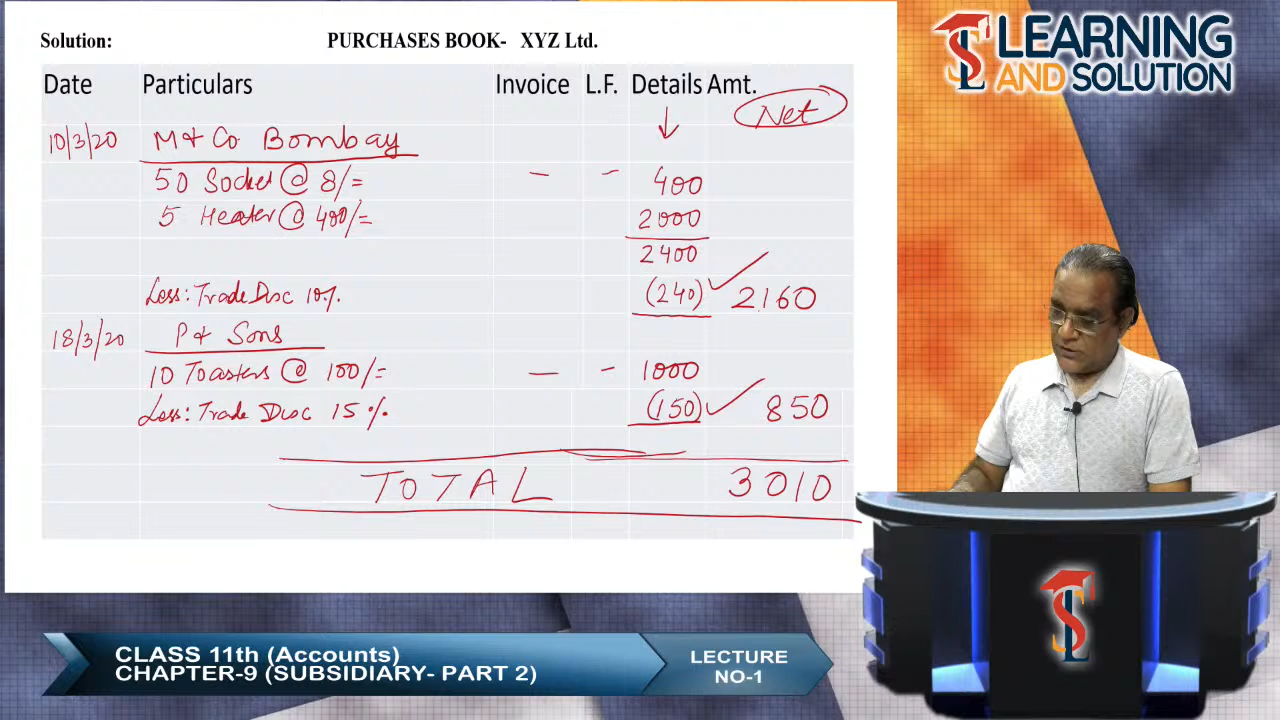 Solution: PURCHASES BOOK- XYZ Ltd.
Date Particulars Invoice L.F. Details Amt.
Net
10/3/20 M & Co Bombay
50 Socket @ 8/= – – 400
5 Heater @ 400/= 2000
2400
Less: Trade Disc 10% (240) 2160
18/3/20 P & Sons
10 Toasters @ 100/= – – 1000
Less: Trade Disc 15% (150) 850
TOTAL 3010
LEARNING
AND SOLUTION
CLASS 11th (Accounts)
CHAPTER-9 (SUBSIDIARY- PART 2)
LECTURE
NO-1